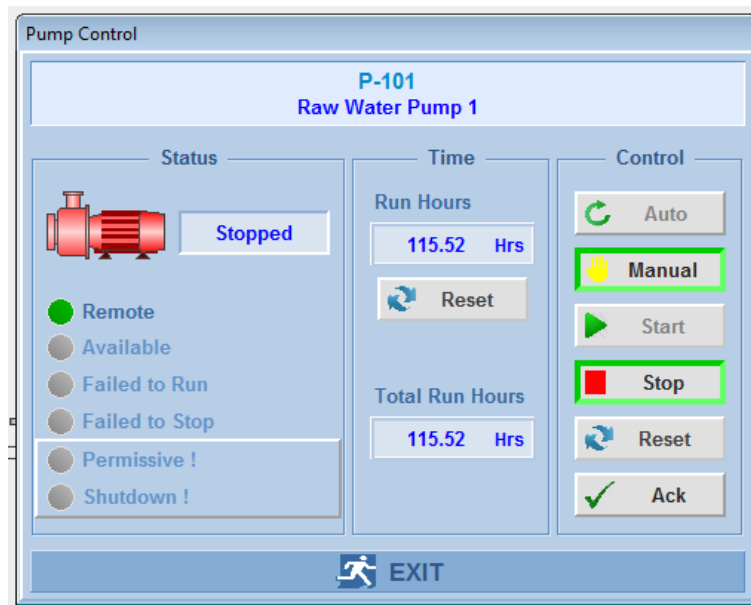 Pump Control
P-101
Raw Water Pump 1
Status
Stopped
Remote
Available
Failed to Run
Failed to Stop
Permissive !
Shutdown !
Time
Run Hours
115.52 Hrs
Reset
Total Run Hours
115.52 Hrs
Control
Auto
Manual
Start
Stop
Reset
Ack
EXIT